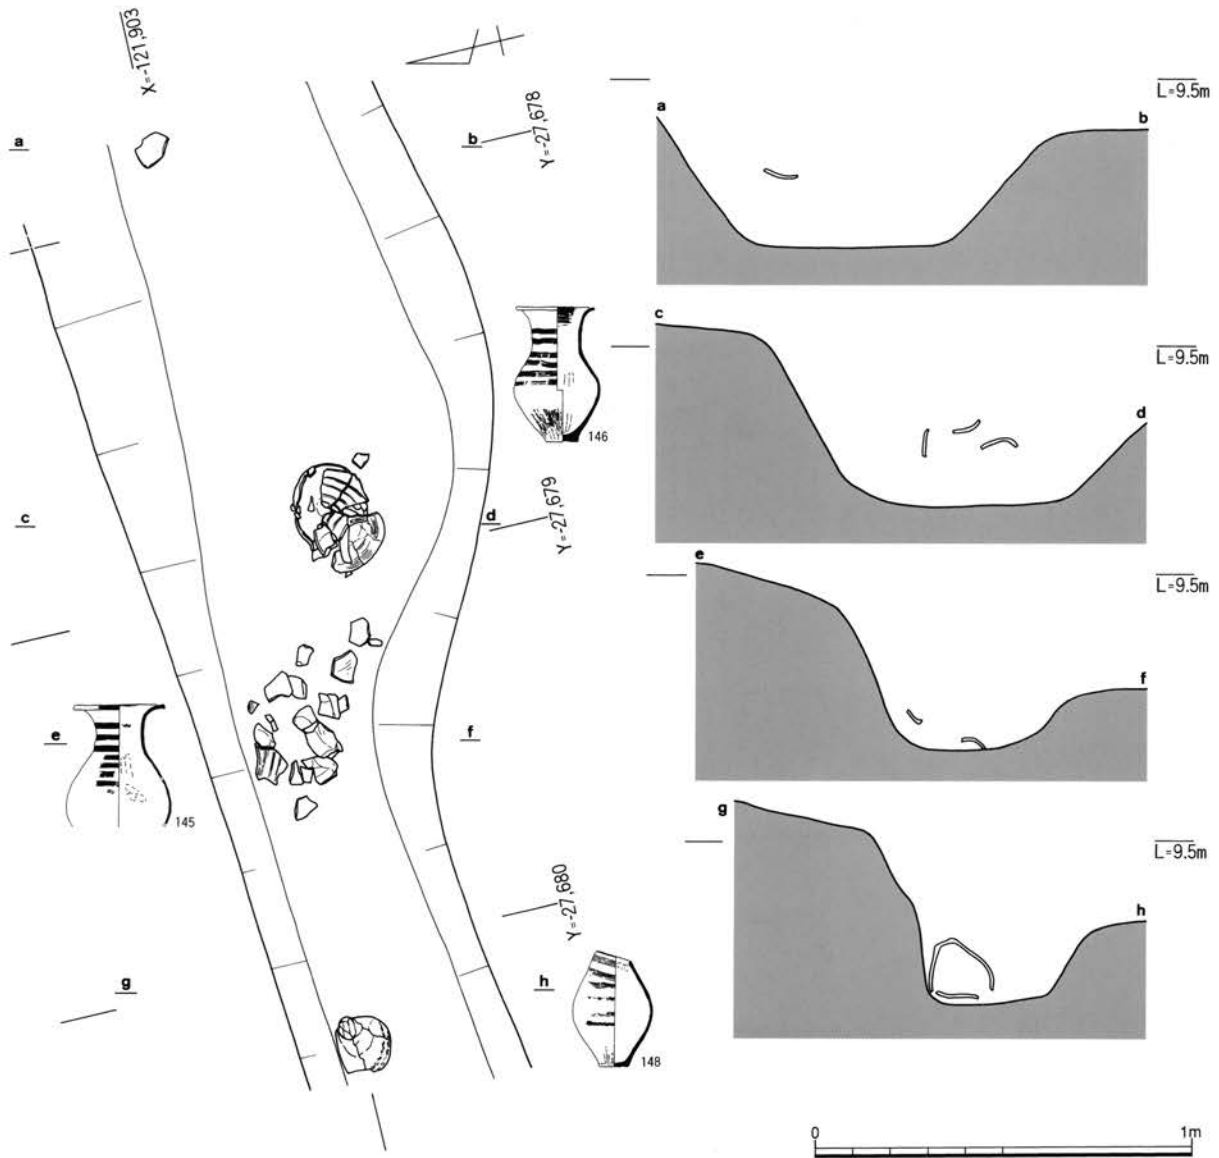 X=-121,903
a
b
Y=-27,678
c
d
Y=-27,679
146
e
f
145
Y=-27,680
g
h
148
a
b
L=9.5m
c
d
L=9.5m
e
f
L=9.5m
g
h
L=9.5m
0
1m